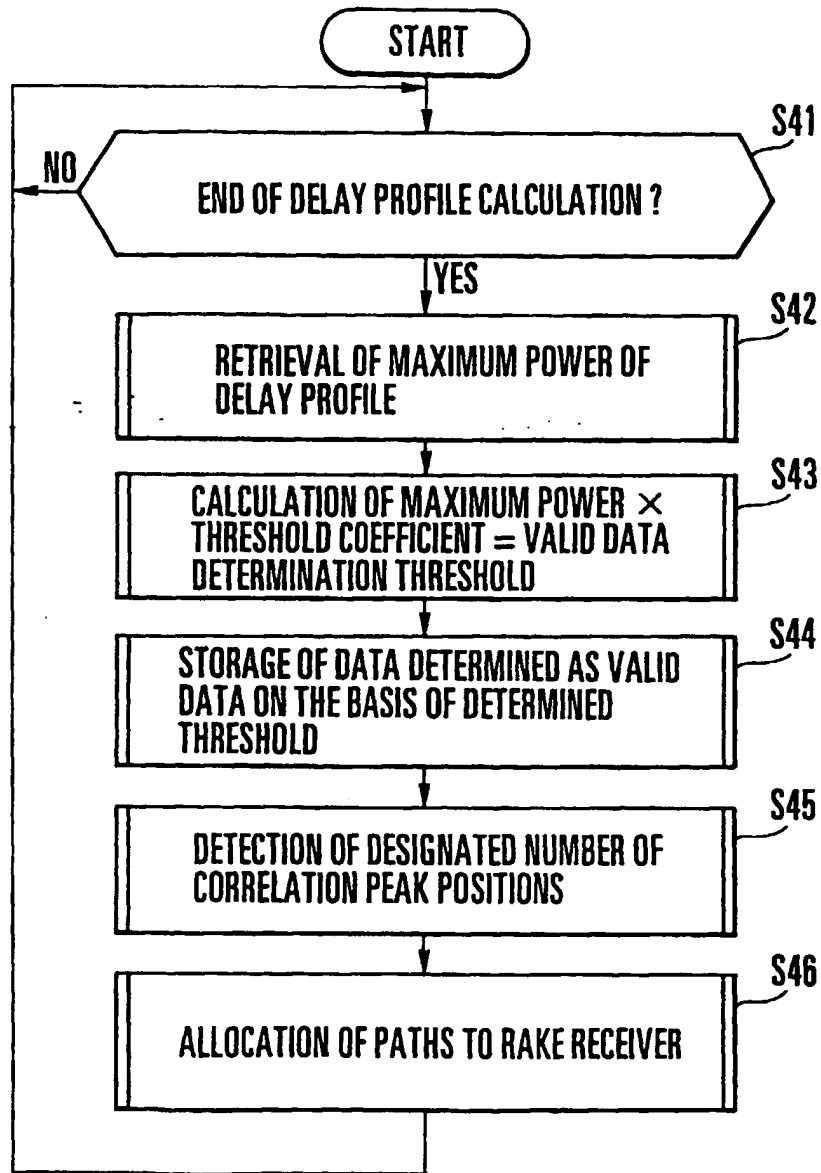 START
S41
NO
END OF DELAY PROFILE CALCULATION ?
YES
S42
RETRIEVAL OF MAXIMUM POWER OF
DELAY PROFILE
S43
CALCULATION OF MAXIMUM POWER ×
THRESHOLD COEFFICIENT = VALID DATA
DETERMINATION THRESHOLD
S44
STORAGE OF DATA DETERMINED AS VALID
DATA ON THE BASIS OF DETERMINED
THRESHOLD
S45
DETECTION OF DESIGNATED NUMBER OF
CORRELATION PEAK POSITIONS
S46
ALLOCATION OF PATHS TO RAKE RECEIVER